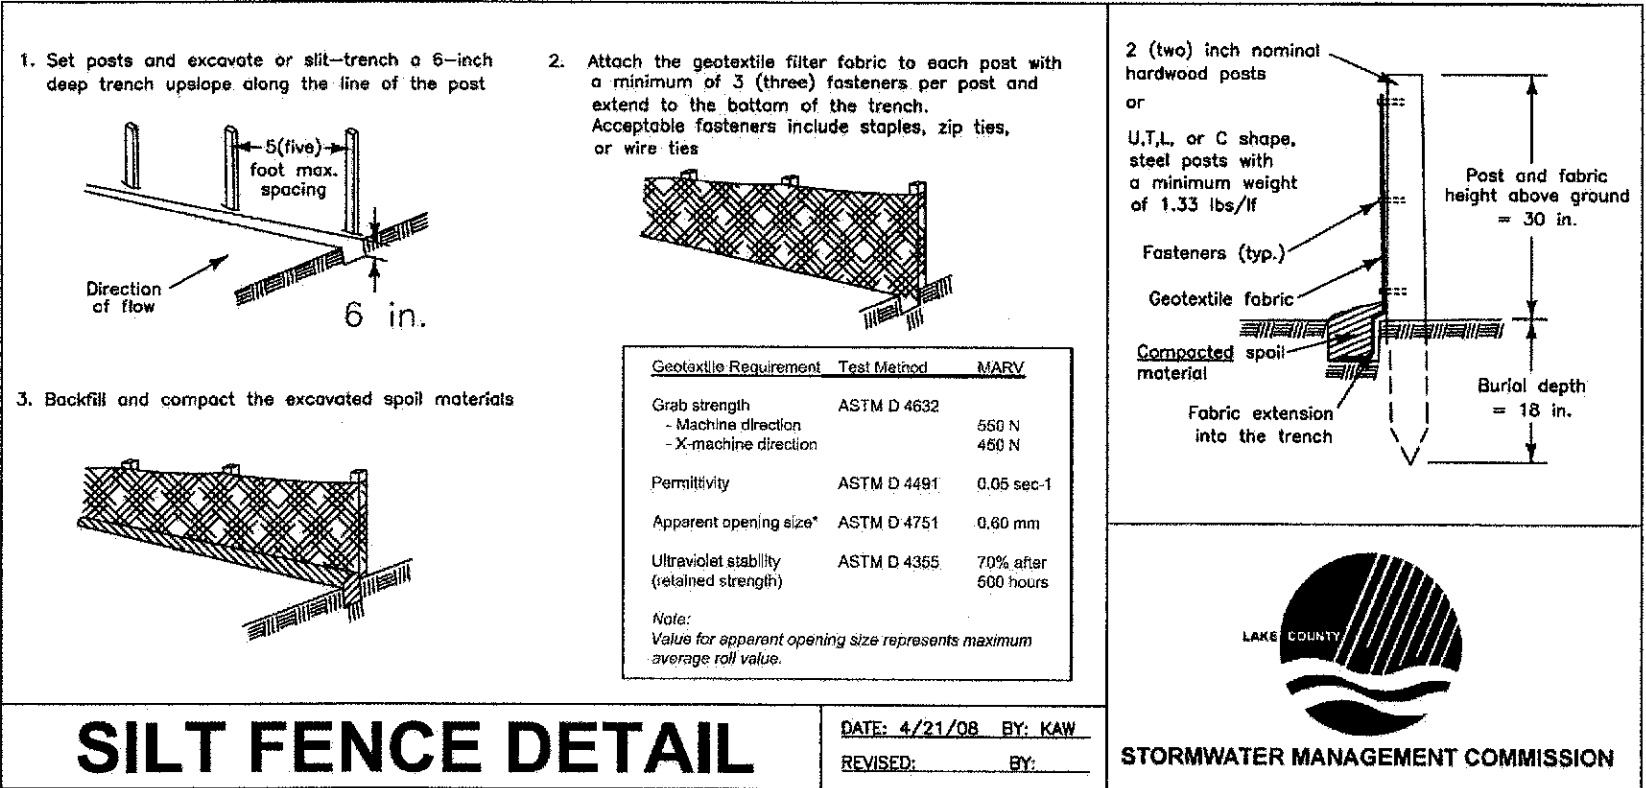 1. Set posts and excavate or slit-trench a 6-inch
deep trench upslope along the line of the post
5(five)
foot max.
spacing
Direction
of flow
6 in.
2. Attach the geotextile filter fabric to each post with
a minimum of 3 (three) fasteners per post and
extend to the bottom of the trench.
Acceptable fasteners include staples, zip ties,
or wire ties
3. Backfill and compact the excavated spoil materials
Geotextile Requirement Test Method MARV
Grab strength ASTM D 4632
- Machine direction 550 N
- X-machine direction 450 N
Permittivity ASTM D 4491 0.05 sec-1
Apparent opening size* ASTM D 4751 0.60 mm
Ultraviolet stability ASTM D 4355 70% after
(retained strength) 500 hours
Note:
Value for apparent opening size represents maximum
average roll value.
2 (two) inch nominal
hardwood posts
or
U,T,L, or C shape,
steel posts with
a minimum weight
of 1.33 lbs/lf
Fasteners (typ.)
Geotextile fabric
Compacted spoil
material
Fabric extension
into the trench
Post and fabric
height above ground
= 30 in.
Burial depth
= 18 in.
SILT FENCE DETAIL
DATE: 4/21/08 BY: KAW
REVISED: BY:
LAKE COUNTY
STORMWATER MANAGEMENT COMMISSION